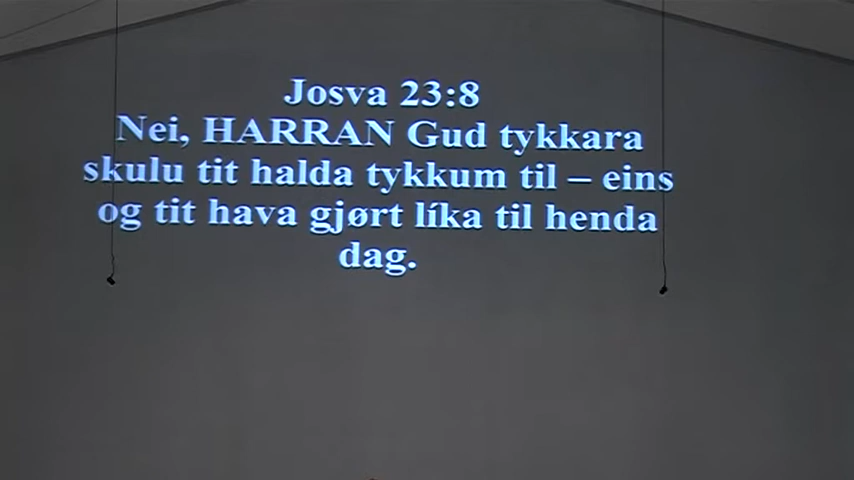 Josva 23:8
Nei, HARRAN Gud tykkara
skulu tit halda tykkum til – eins
og tit hava gjørt líka til henda
dag.